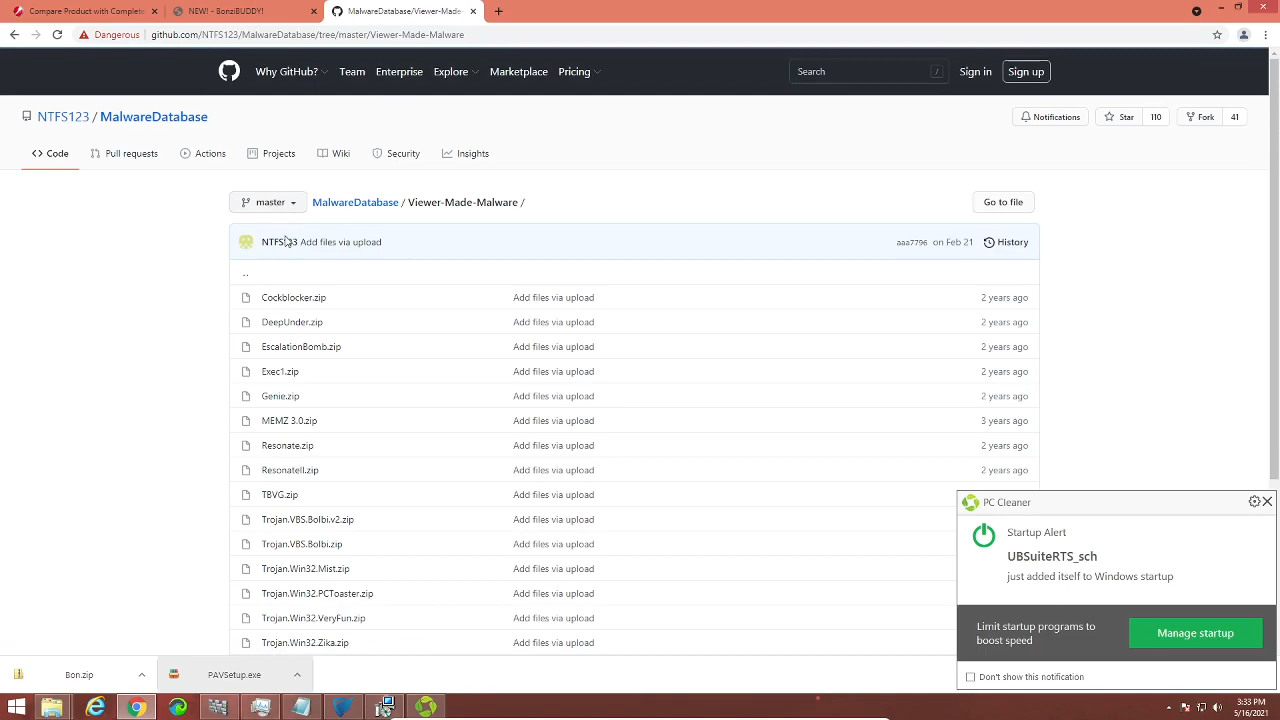 Compare Product with Complete
NEW! - BonziBUDDY!
MalwareDatabase/Viewer-Made-
Dangerous
github.com/NTFS123/MalwareDatabase/tree/master/Viewer-Made-Malware
Why GitHub?
Team
Enterprise
Explore
Marketplace
Pricing
Search
/
Sign in
Sign up
NTFS123 / MalwareDatabase
Notifications
Star
110
Fork
41
Code
Pull requests
Actions
Projects
Wiki
Security
Insights
master
MalwareDatabase / Viewer-Made-Malware /
Go to file
NTFS123 Add files via upload
aaa7796 on Feb 21
History
..
Cockblocker.zip Add files via upload 2 years ago
DeepUnder.zip Add files via upload 2 years ago
EscalationBomb.zip Add files via upload 2 years ago
Exec1.zip Add files via upload 2 years ago
Genie.zip Add files via upload 2 years ago
MEMZ 3.0.zip Add files via upload 3 years ago
Resonate.zip Add files via upload 2 years ago
ResonateII.zip Add files via upload 2 years ago
TBVG.zip Add files via upload
Trojan.VBS.Bolbi.v2.zip Add files via upload
Trojan.VBS.Bolbi.zip Add files via upload
Trojan.Win32.Mist.zip Add files via upload
Trojan.Win32.PCToaster.zip Add files via upload
Trojan.Win32.VeryFun.zip Add files via upload
Trojan.Win32.Zika.zip Add files via upload
PC Cleaner
Startup Alert
UBSuiteRTS_sch
just added itself to Windows startup
Limit startup programs to
boost speed
Manage startup
Don't show this notification
Bon.zip
PAVSetup.exe
3:33 PM
5/16/2021